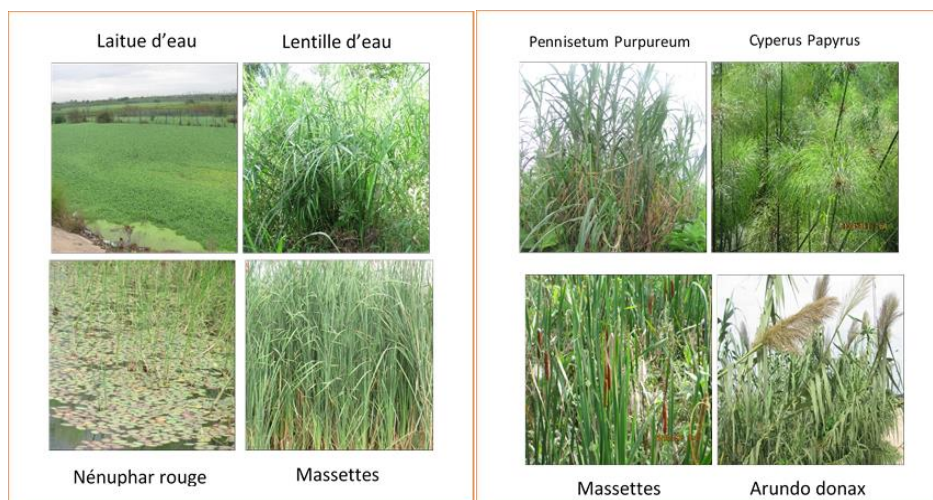 Laitue d'eau
Lentille d'eau
Nénuphar rouge
Massettes
Pennisetum Purpureum
Cyperus Papyrus
Massettes
Arundo donax